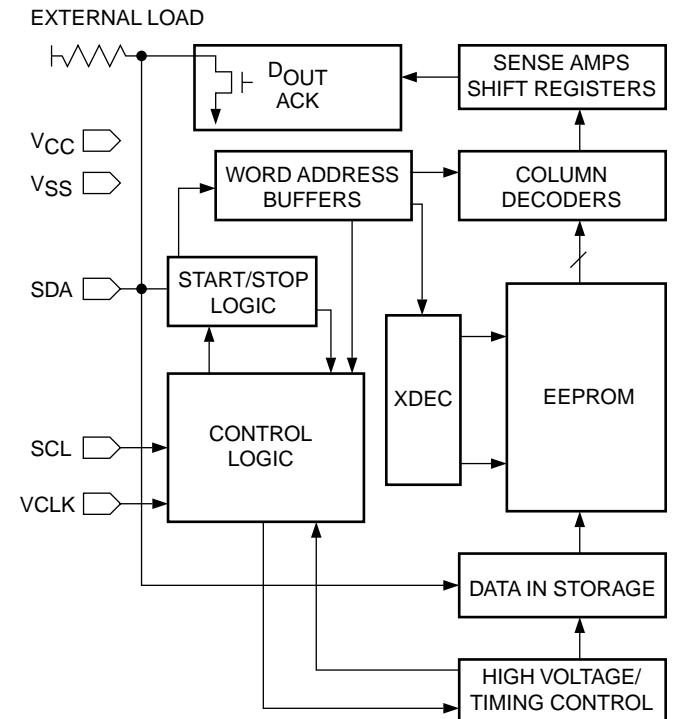 EXTERNAL LOAD
DOUT
ACK
SENSE AMPS
SHIFT REGISTERS
VCC
VSS
WORD ADDRESS
BUFFERS
COLUMN
DECODERS
SDA
START/STOP
LOGIC
XDEC
EEPROM
SCL
CONTROL
LOGIC
VCLK
DATA IN STORAGE
HIGH VOLTAGE/
TIMING CONTROL